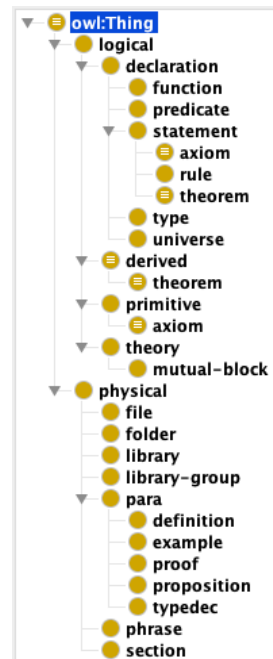 owl:Thing
logical
declaration
function
predicate
statement
axiom
rule
theorem
type
universe
derived
theorem
primitive
axiom
theory
mutual-block
physical
file
folder
library
library-group
para
definition
example
proof
proposition
typedec
phrase
section